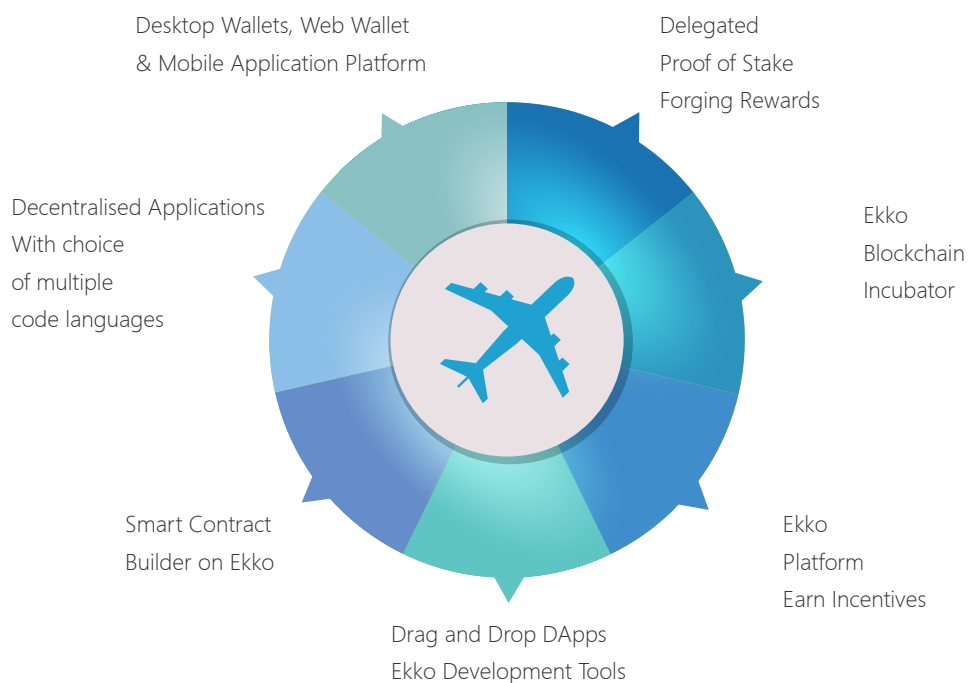 Desktop Wallets, Web Wallet
& Mobile Application Platform
Delegated
Proof of Stake
Forging Rewards
Decentralised Applications
With choice
of multiple
code languages
Ekko
Blockchain
Incubator
Smart Contract
Builder on Ekko
Ekko
Platform
Earn Incentives
Drag and Drop DApps
Ekko Development Tools